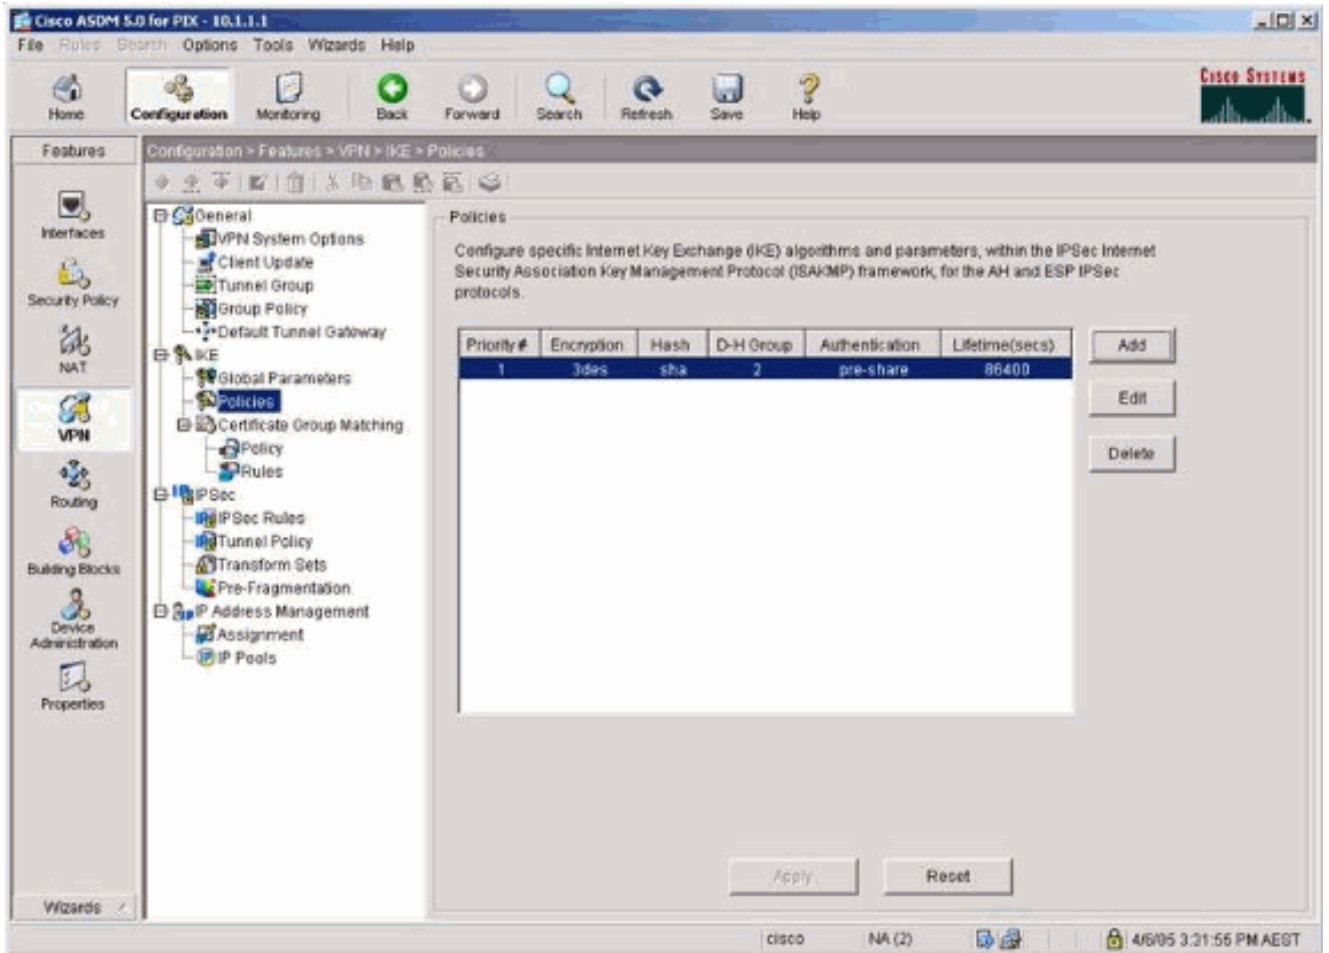 Cisco ASDM 5.0 for PIX - 10.1.1.1
File Rules Search Options Tools Wizards Help
Home Configuration Monitoring Back Forward Search Refresh Save Help
CISCO SYSTEMS
Features
Configuration > Features > VPN > IKE > Policies
Interfaces
Security Policy
NAT
VPN
Routing
Building Blocks
Device
Administration
Properties
Wizards
General
VPN System Options
Client Update
Tunnel Group
Group Policy
Default Tunnel Gateway
IKE
Global Parameters
Policies
Certificate Group Matching
Policy
Rules
IPSec
IPSec Rules
Tunnel Policy
Transform Sets
Pre-Fragmentation
IP Address Management
Assignment
IP Pools
Policies
Configure specific Internet Key Exchange (IKE) algorithms and parameters, within the IPSec Internet
Security Association Key Management Protocol (ISAKMP) framework, for the AH and ESP IPSec
protocols.
Priority # Encryption Hash D-H Group Authentication Lifetime(secs)
1 3des sha 2 pre-share 86400
Add
Edit
Delete
Apply Reset
cisco NA (2) 4/6/05 3:31:55 PM AEST